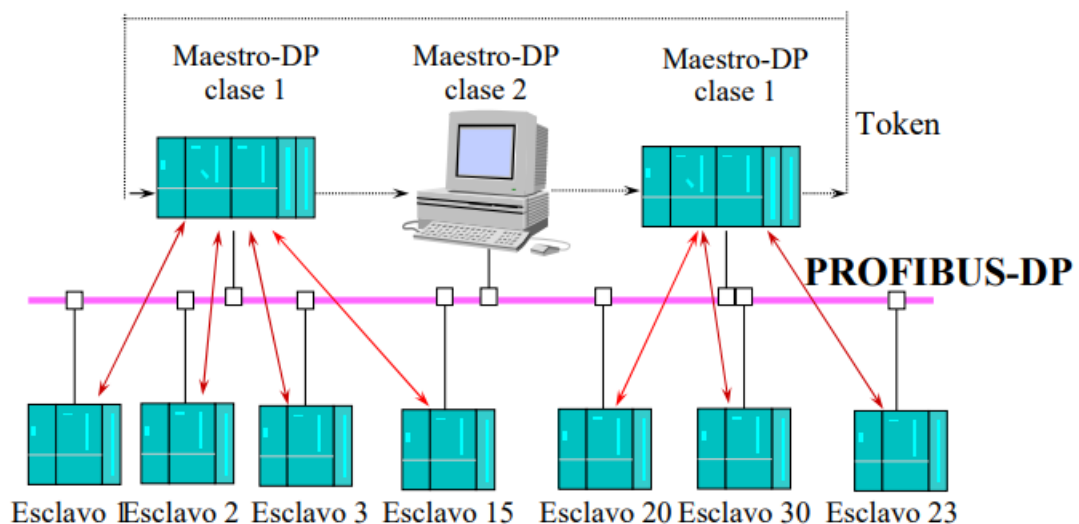 Maestro-DP
clase 1
Maestro-DP
clase 2
Maestro-DP
clase 1
Token
PROFIBUS-DP
Esclavo 1
Esclavo 2
Esclavo 3
Esclavo 15
Esclavo 20
Esclavo 30
Esclavo 23